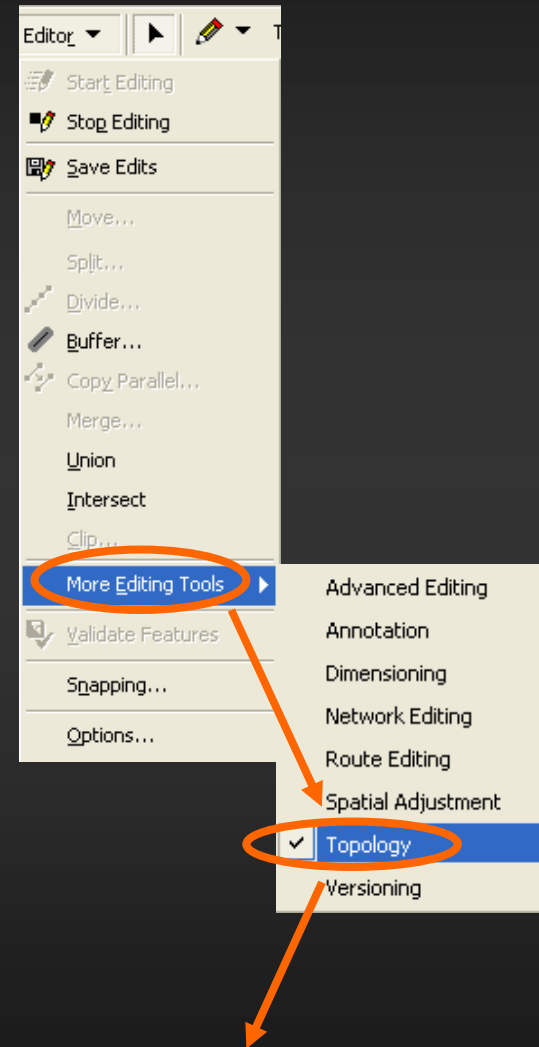 Editor
Start Editing
Stop Editing
Save Edits
Move...
Split...
Divide...
Buffer...
Copy Parallel...
Merge...
Union
Intersect
Clip...
More Editing Tools
Validate Features
Snapping...
Options...
Advanced Editing
Annotation
Dimensioning
Network Editing
Route Editing
Spatial Adjustment
Topology
Versioning